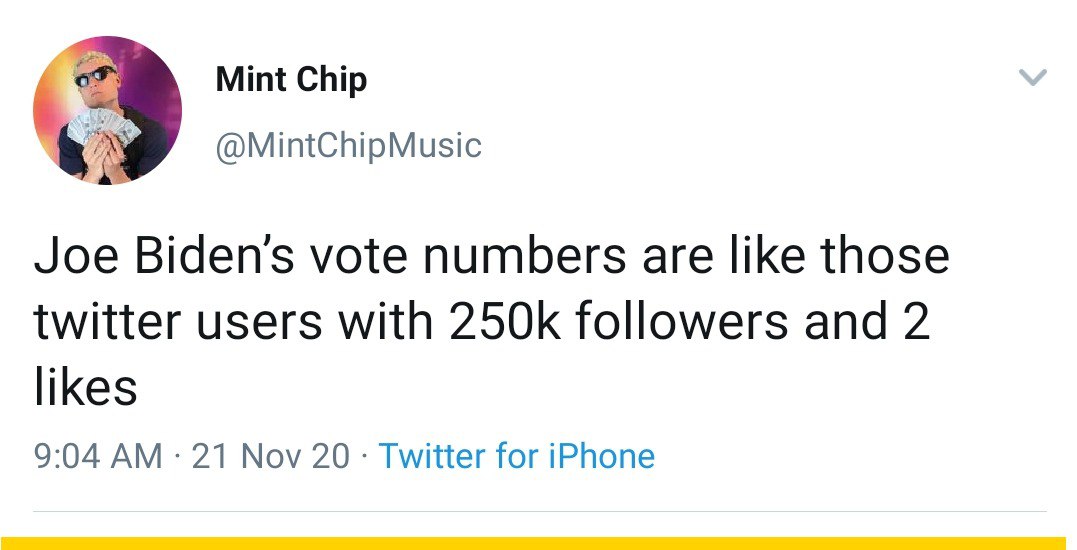 Mint Chip
@MintChipMusic
Joe Biden’s vote numbers are like those
twitter users with 250k followers and 2
likes
9:04 AM · 21 Nov 20 · Twitter for iPhone